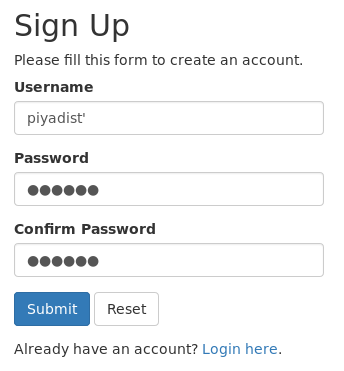 Sign Up
Please fill this form to create an account.
Username
piyadist'
Password
●●●●●●
Confirm Password
●●●●●●
Submit Reset
Already have an account? Login here.